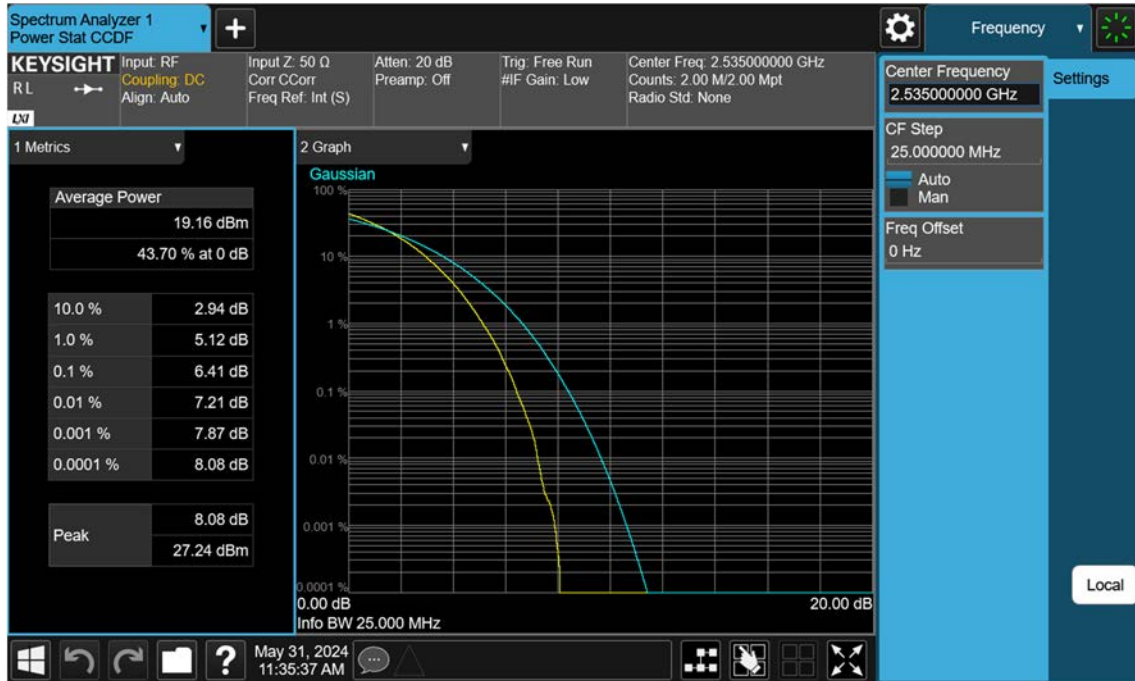 Spectrum Analyzer 1
Power Stat CCDF
Frequency
KEYSIGHT
RL
LXI
Input: RF
Coupling: DC
Align: Auto
Input Z: 50 Ω
Corr CCorr
Freq Ref: Int (S)
Atten: 20 dB
Preamp: Off
Trig: Free Run
#IF Gain: Low
Center Freq: 2.535000000 GHz
Counts: 2.00 M/2.00 Mpt
Radio Std: None
Center Frequency
2.535000000 GHz
Settings
CF Step
25.000000 MHz
Auto
Man
Freq Offset
0 Hz
1 Metrics
Average Power
19.16 dBm
43.70 % at 0 dB
10.0 % 2.94 dB
1.0 % 5.12 dB
0.1 % 6.41 dB
0.01 % 7.21 dB
0.001 % 7.87 dB
0.0001 % 8.08 dB
Peak 8.08 dB
27.24 dBm
2 Graph
Gaussian
100 %
10 %
1 %
0.1 %
0.01 %
0.001 %
0.0001 %
0.00 dB 20.00 dB
Info BW 25.000 MHz
Local
?
May 31, 2024
11:35:37 AM